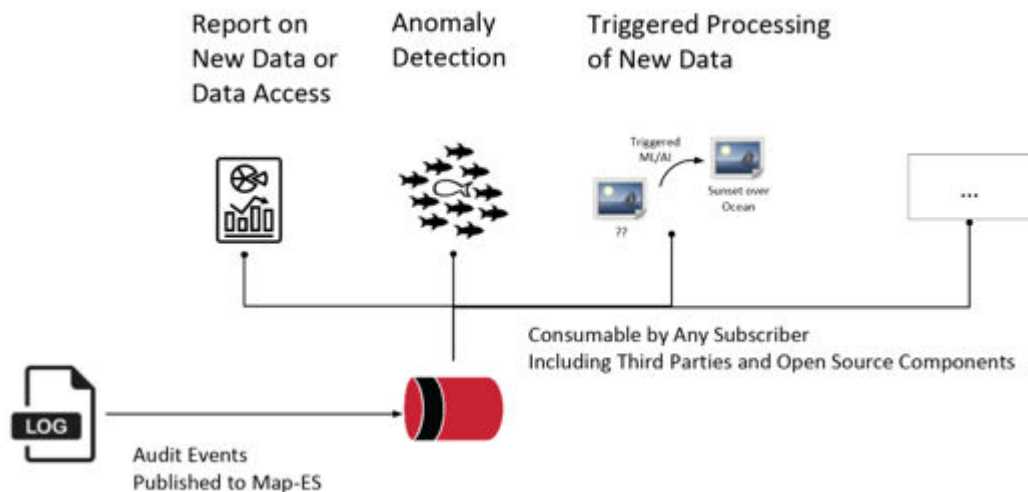 Report on
New Data or
Data Access
Anomaly
Detection
Triggered Processing
of New Data
Triggered
ML/AI
Sunset over
Ocean
??
...
Consumable by Any Subscriber
Including Third Parties and Open Source Components
LOG
Audit Events
Published to Map-ES